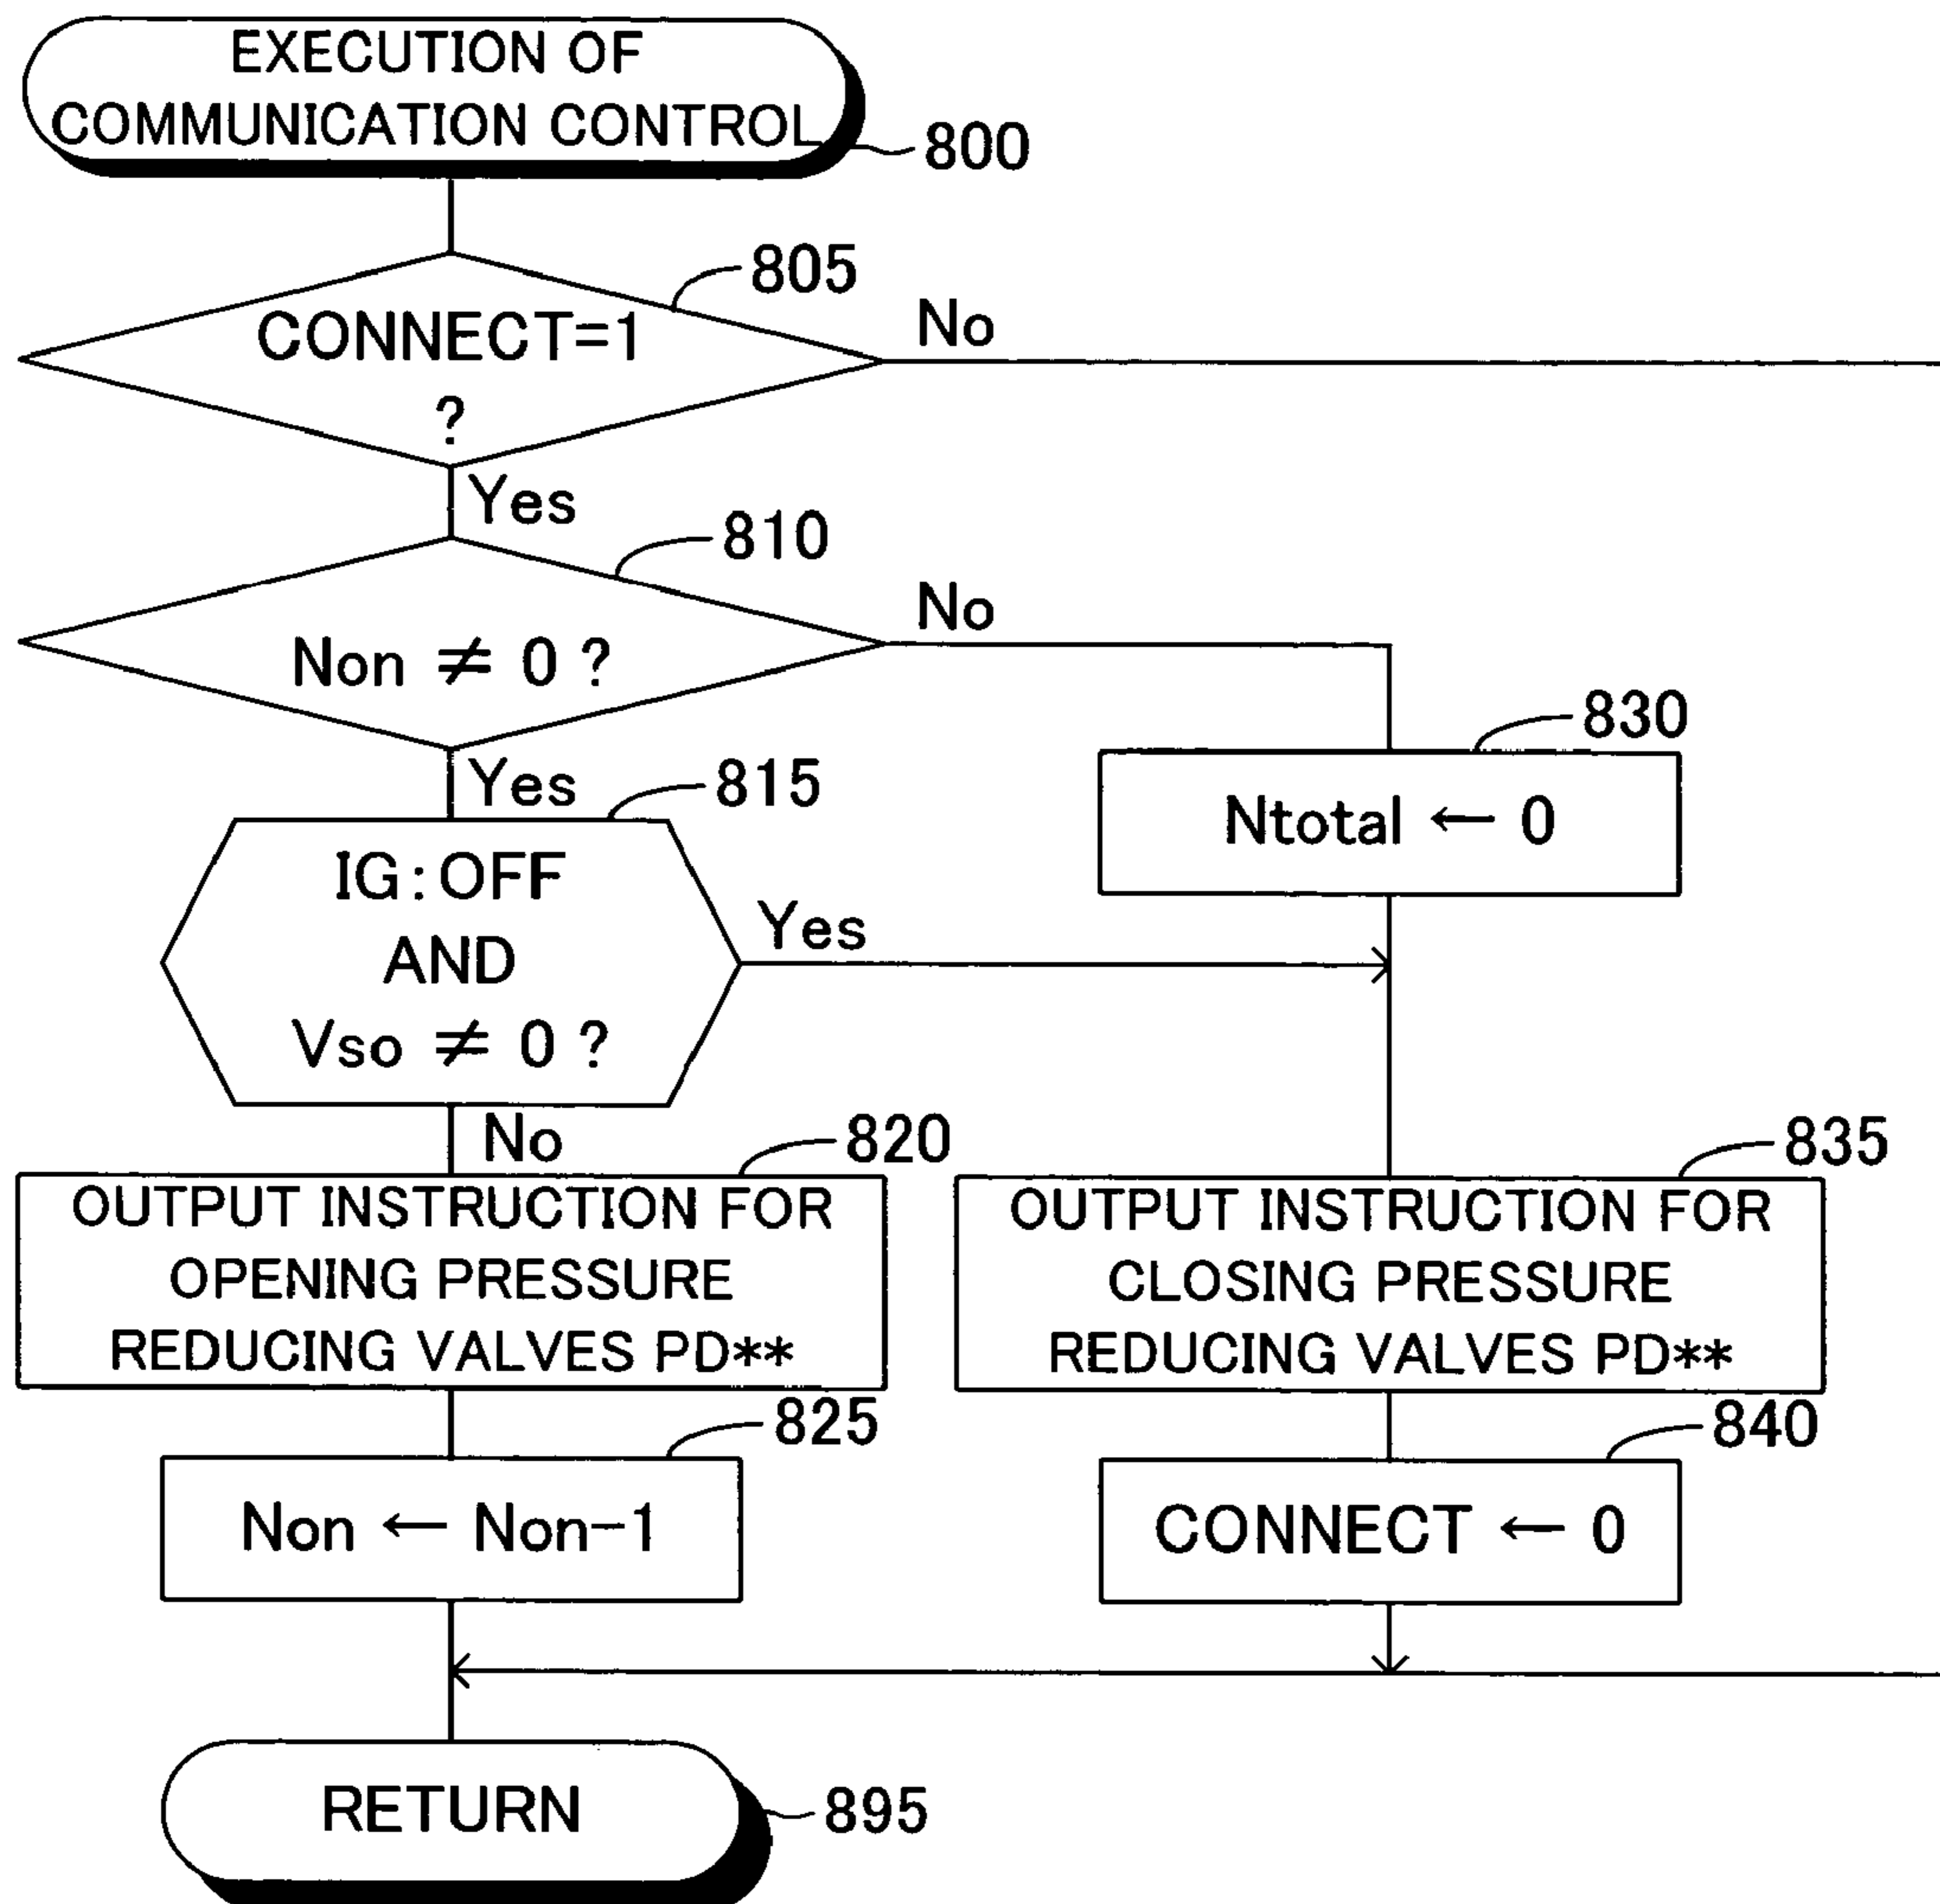 EXECUTION OF
COMMUNICATION CONTROL
800
805
CONNECT=1
?
No
Yes
810
Non ≠ 0 ?
No
Yes
830
Ntotal ← 0
815
IG:OFF
AND
Vso ≠ 0 ?
Yes
No
820
OUTPUT INSTRUCTION FOR
OPENING PRESSURE
REDUCING VALVES PD**
835
OUTPUT INSTRUCTION FOR
CLOSING PRESSURE
REDUCING VALVES PD**
825
Non ← Non-1
840
CONNECT ← 0
RETURN
895